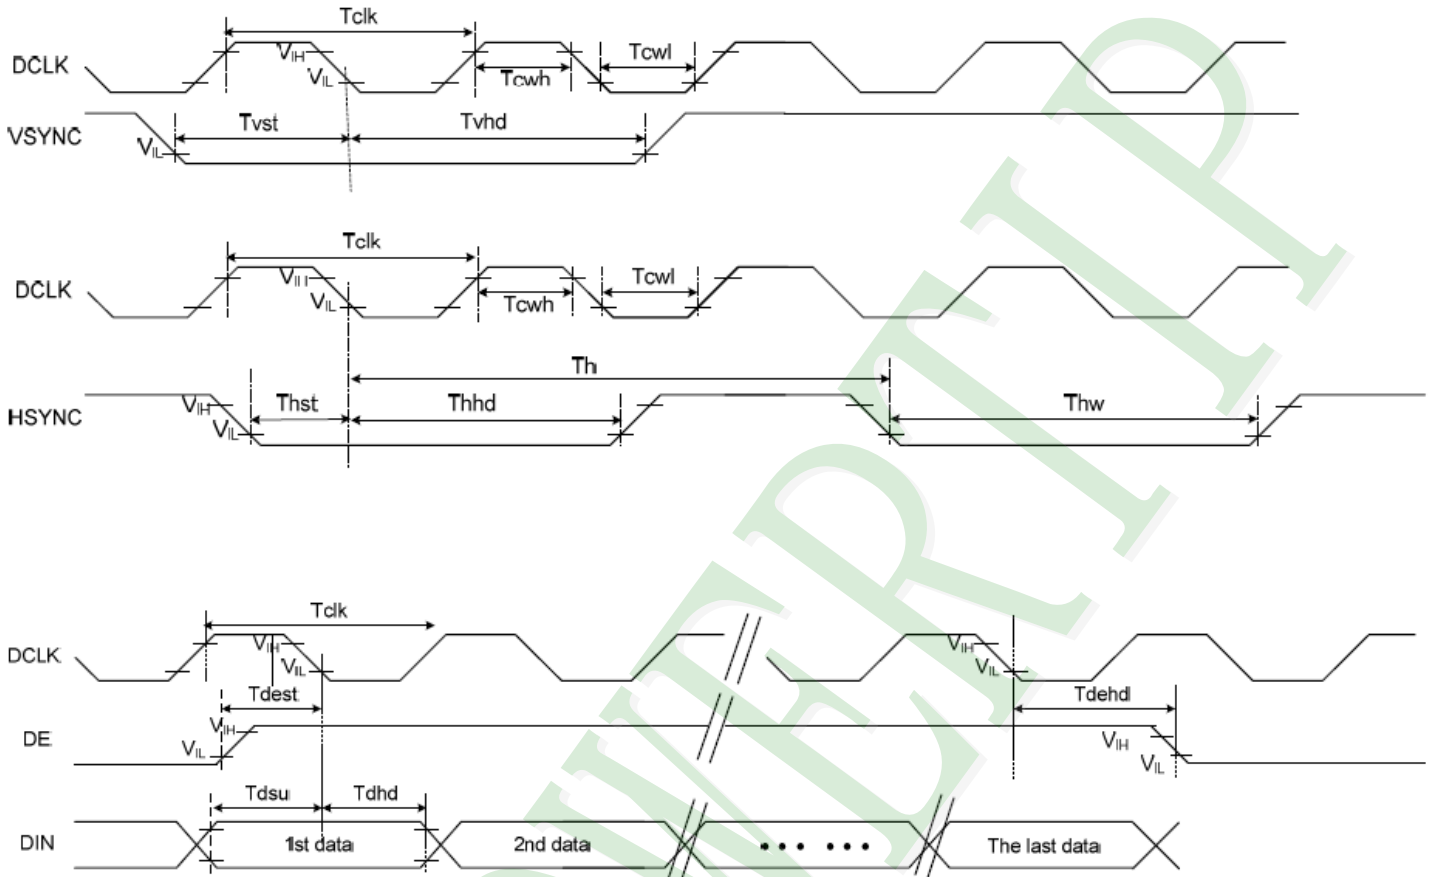 Tclk
DCLK VIH VIL Tcwh Tcwl
VSYNC VIL Tvst Tvhd
Tclk
DCLK VIH VIL Tcwh Tcwl
Th
HSYNC VIH VIL Thst Thhd Thw
Tclk
DCLK VIH VIL VIH VIL
Tdest Tdehd
DE VIH VIL VIH VIL
Tdsu Tdhd
DIN 1st data 2nd data •••  ••• The last data
WERTIP